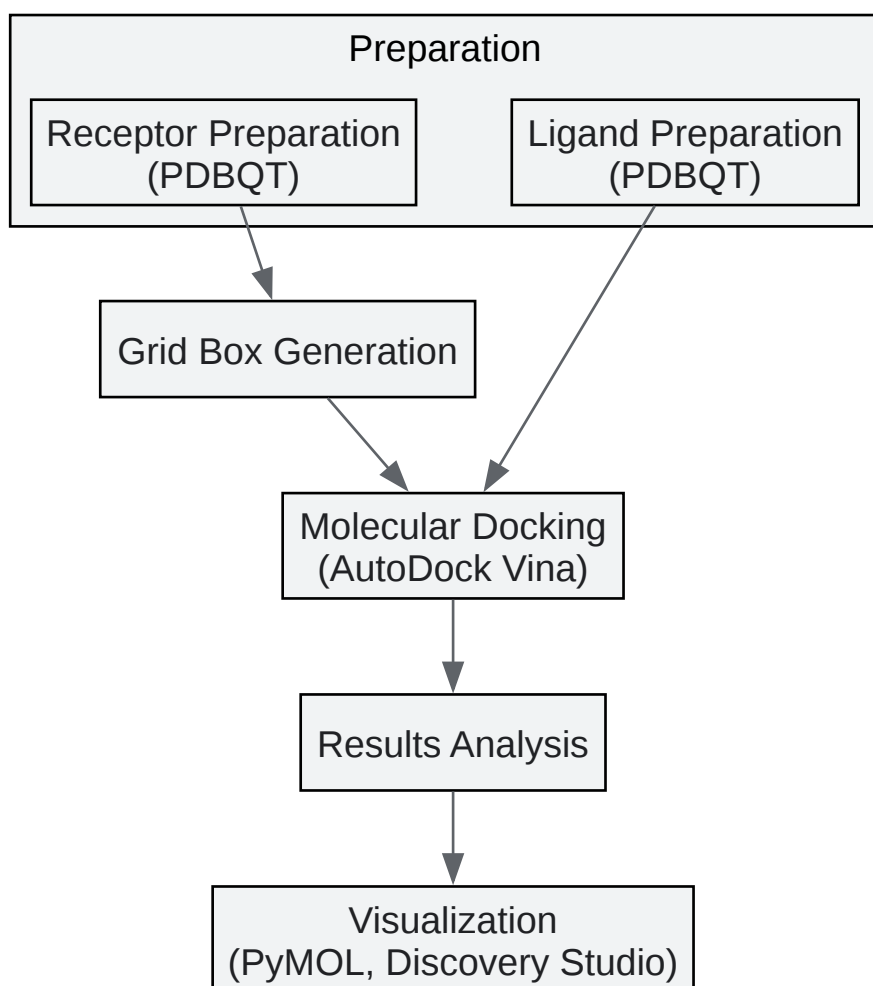 Preparation
Receptor Preparation
(PDBQT)
Ligand Preparation
(PDBQT)
Grid Box Generation
Molecular Docking
(AutoDock Vina)
Results Analysis
Visualization
(PyMOL, Discovery Studio)